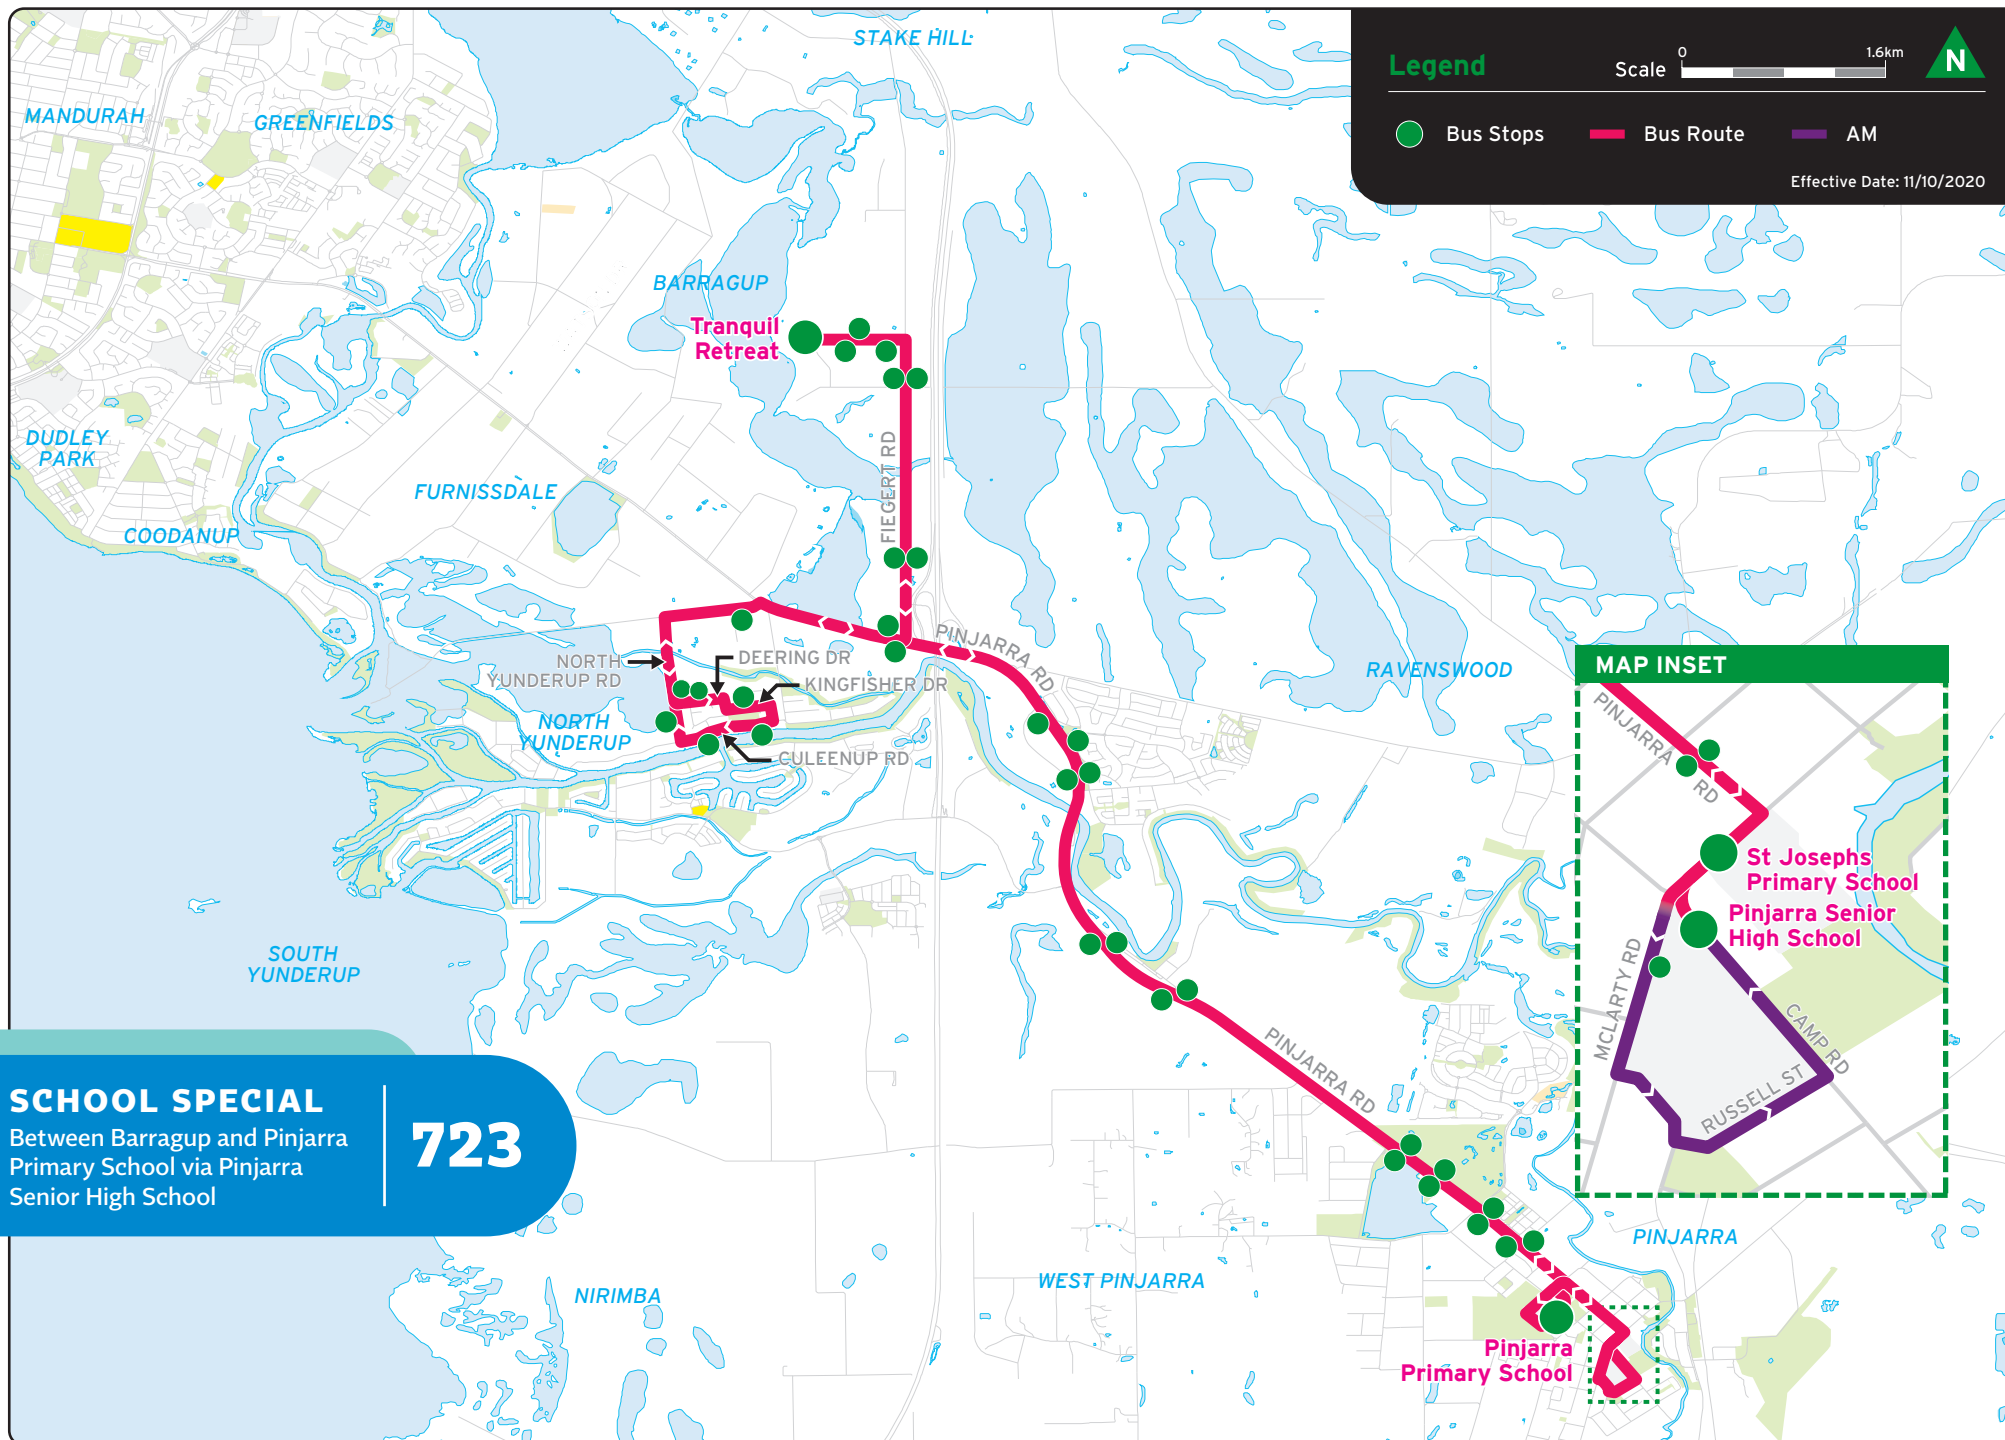 STAKE HILL
Legend
Scale
0
1.6km
N
Bus Stops
Bus Route
AM
Effective Date: 11/10/2020
MANDURAH
GREENFIELDS
BARRAGUP
Tranquil
Retreat
DUDLEY
PARK
FURNISSDALE
COODANUP
FIEGERT RD
PINJARRA RD
NORTH
YUNDERUP RD
DEERING DR
KINGFISHER DR
NORTH
YUNDERUP
CULEENUP RD
RAVENSWOOD
MAP INSET
PINJARRA
RD
St Josephs
Primary School
Pinjarra Senior
High School
MCLARTY RD
CAMP RD
RUSSELL ST
SOUTH
YUNDERUP
PINJARRA RD
SCHOOL SPECIAL
Between Barragup and Pinjarra
Primary School via Pinjarra
Senior High School
723
PINJARRA
WEST PINJARRA
NIRIMBA
Pinjarra
Primary School